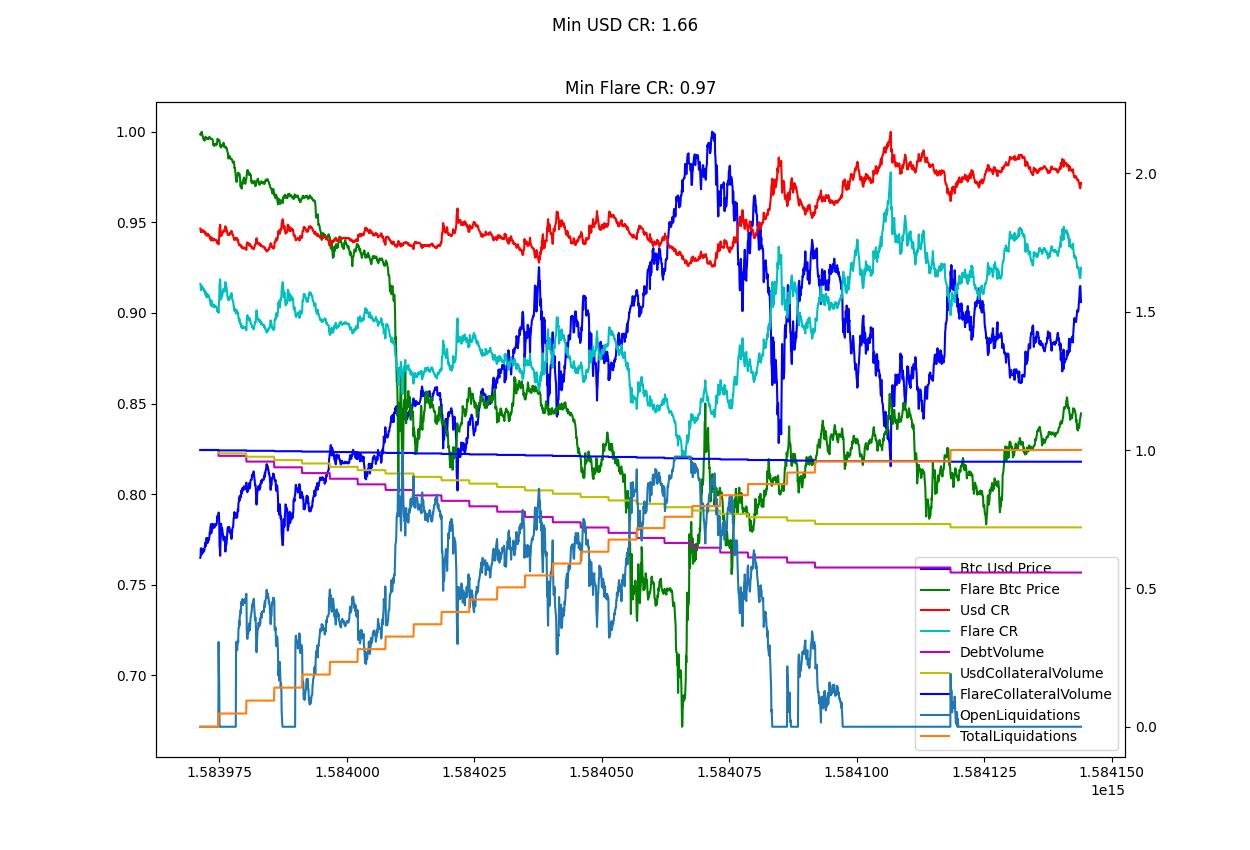 Min USD CR: 1.66
Min Flare CR: 0.97
1.00
0.95
0.90
0.85
0.80
0.75
0.70
2.0
1.5
1.0
0.5
0.0
Btc Usd Price
Flare Btc Price
Usd CR
Flare CR
DebtVolume
UsdCollateralVolume
FlareCollateralVolume
OpenLiquidations
TotalLiquidations
1.583975 1.584000 1.584025 1.584050 1.584075 1.584100 1.584125 1.584150
1e15